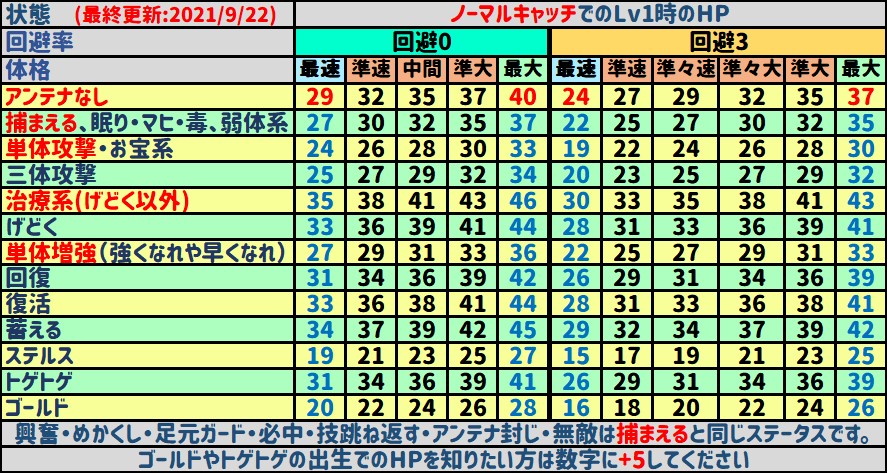 状態 (最終更新:2021/9/22) ノーマルキャッチでのLv1時のHP
回避率 回避0 回避3
体格 最速 準速 中間 準大 最大 最速 準速 準々速 準々大 準大 最大
アンテナなし 29 32 35 37 40 24 27 29 32 35 37
捕まえる、眠り・マヒ・毒、弱体系 27 30 32 35 37 22 25 27 30 32 35
単体攻撃・お宝系 24 26 28 30 33 19 22 24 26 28 30
三体攻撃 25 27 29 32 34 20 23 25 27 29 32
治療系(げどく以外) 35 38 41 43 46 30 33 35 38 41 43
げどく 33 36 39 41 44 28 31 33 36 39 41
単体増強(強くなれや早くなれ) 27 29 31 33 36 22 25 27 29 31 33
回復 31 34 36 39 42 26 29 31 34 36 39
復活 33 36 38 41 44 28 31 33 36 38 41
蓄える 34 37 39 42 45 29 32 34 37 39 42
ステルス 19 21 23 25 27 15 17 19 21 23 25
トゲトゲ 31 34 36 39 41 26 29 31 34 36 39
ゴールド 20 22 24 26 28 16 18 20 22 24 26
興奮・めかくし・足元ガード・必中・技跳ね返す・アンテナ封じ・無敵は捕まえると同じステータスです。
ゴールドやトゲトゲの出生でのHPを知りたい方は数字に+5してください